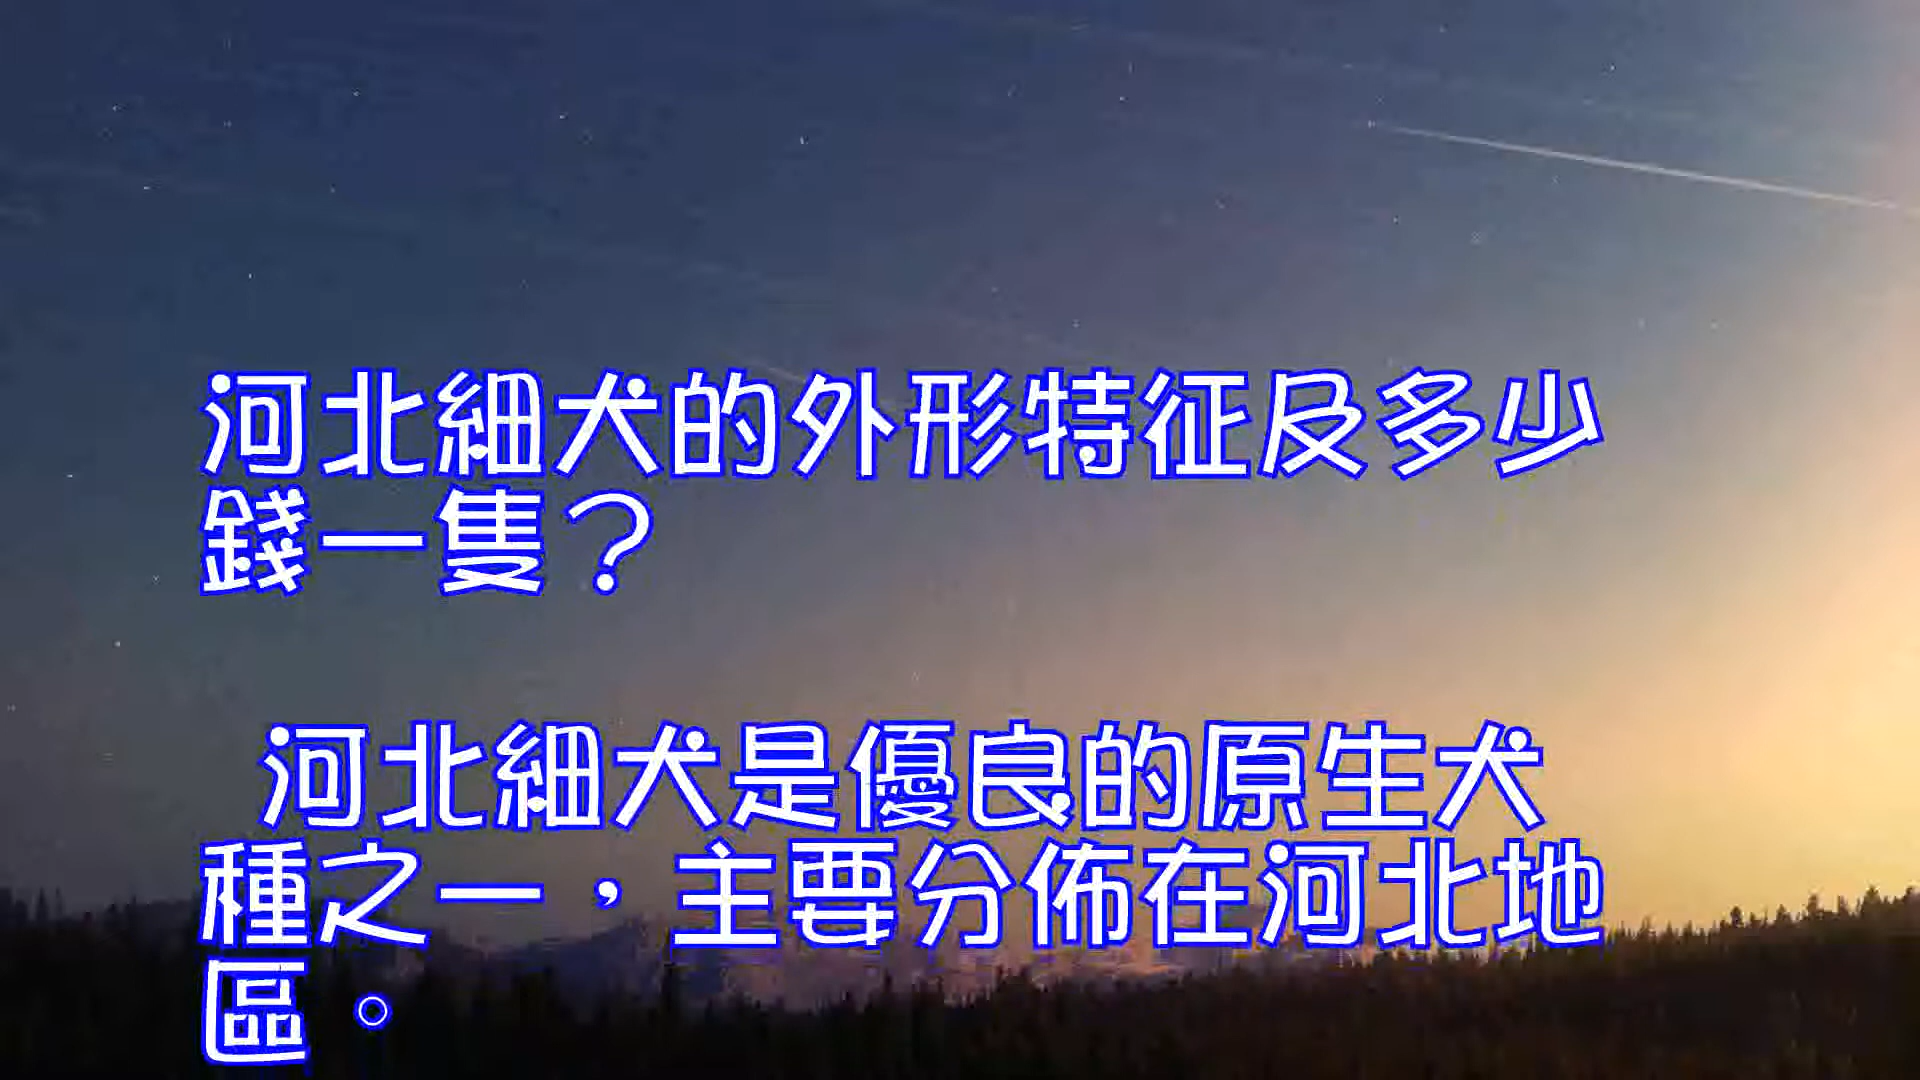 河北細犬的外形特征及多少
錢一隻？
河北細犬是優良的原生犬
種之一，主要分佈在河北地
區。